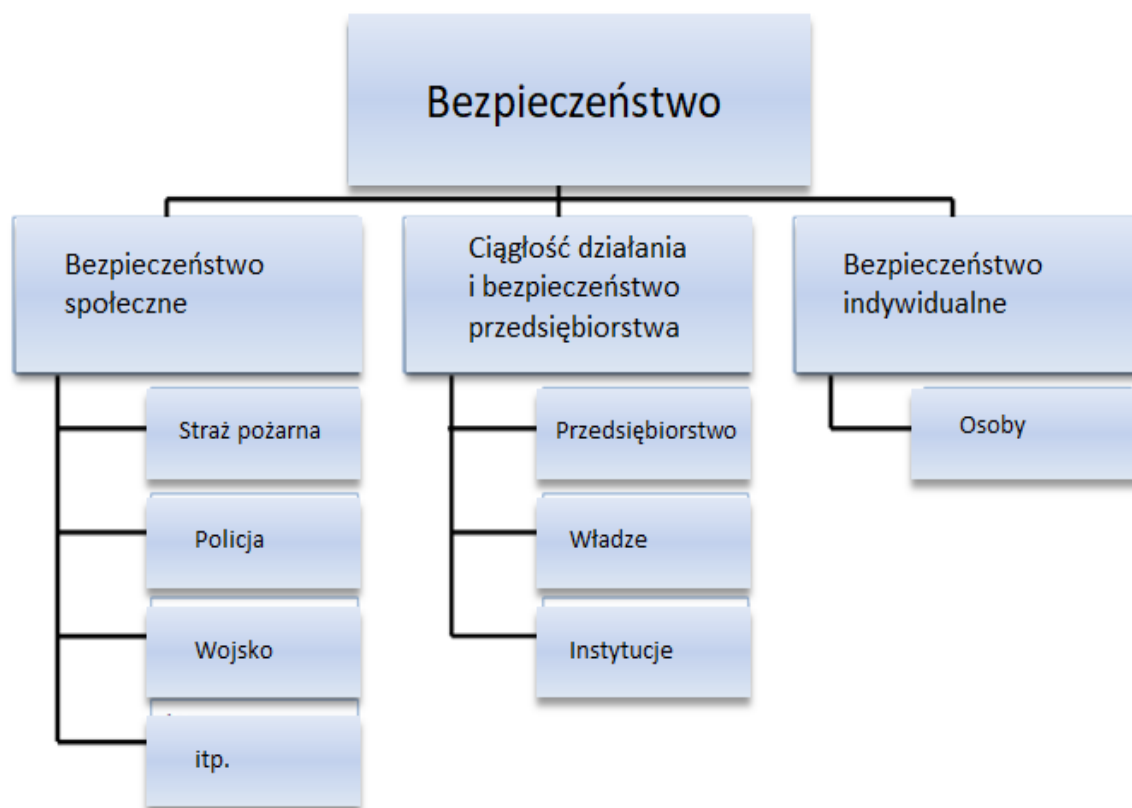 Bezpieczeństwo
Bezpieczeństwo
społeczne
Straż pożarna
Policja
Wojsko
itp.
Ciągłość działania
i bezpieczeństwo
przedsiębiorstwa
Przedsiębiorstwo
Władze
Instytucje
Bezpieczeństwo
indywidualne
Osoby